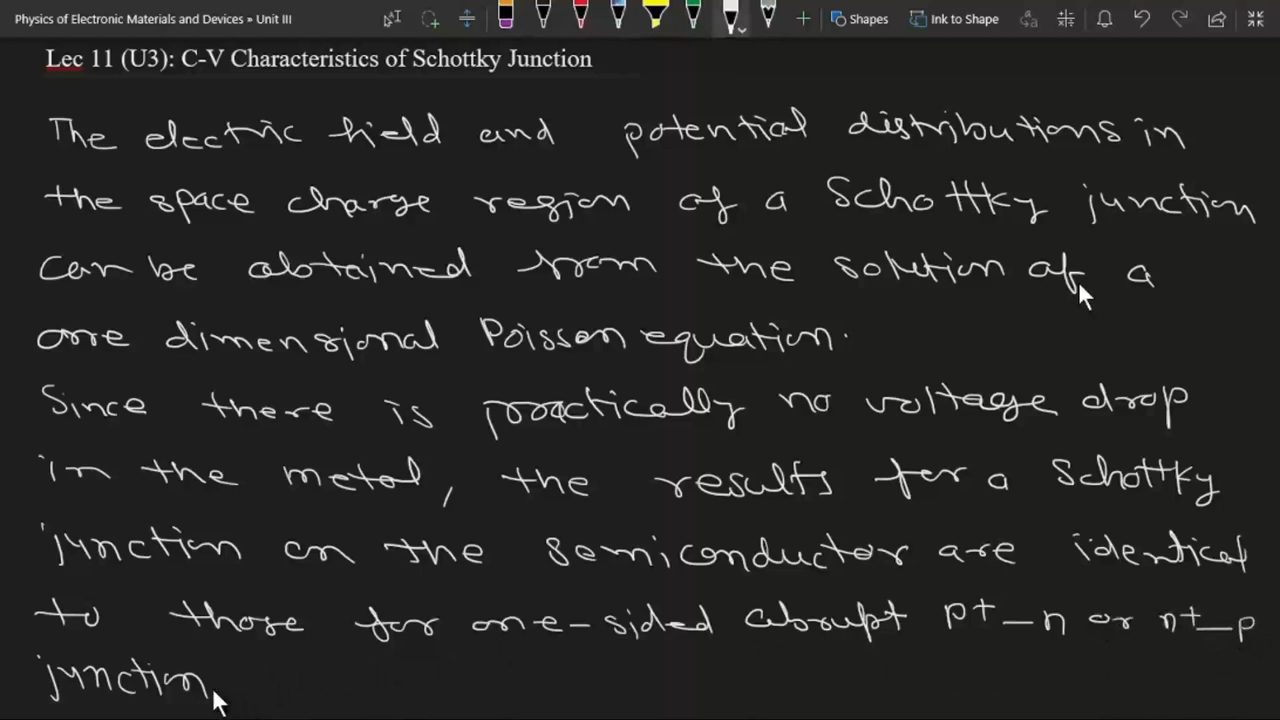 Physics of Electronic Materials and Devices » Unit III
Shapes
Ink to Shape
Lec 11 (U3): C-V Characteristics of Schottky Junction
The electric field and potential distributions in
the space charge region of a Schottky junction
can be obtained from the solution of a
one dimensional Poisson equation.
Since there is practically no voltage drop
in the metal, the results for a Schottky
junction on the semiconductor are identical
to those for one-sided abrupt p+-n or n+-p
junction